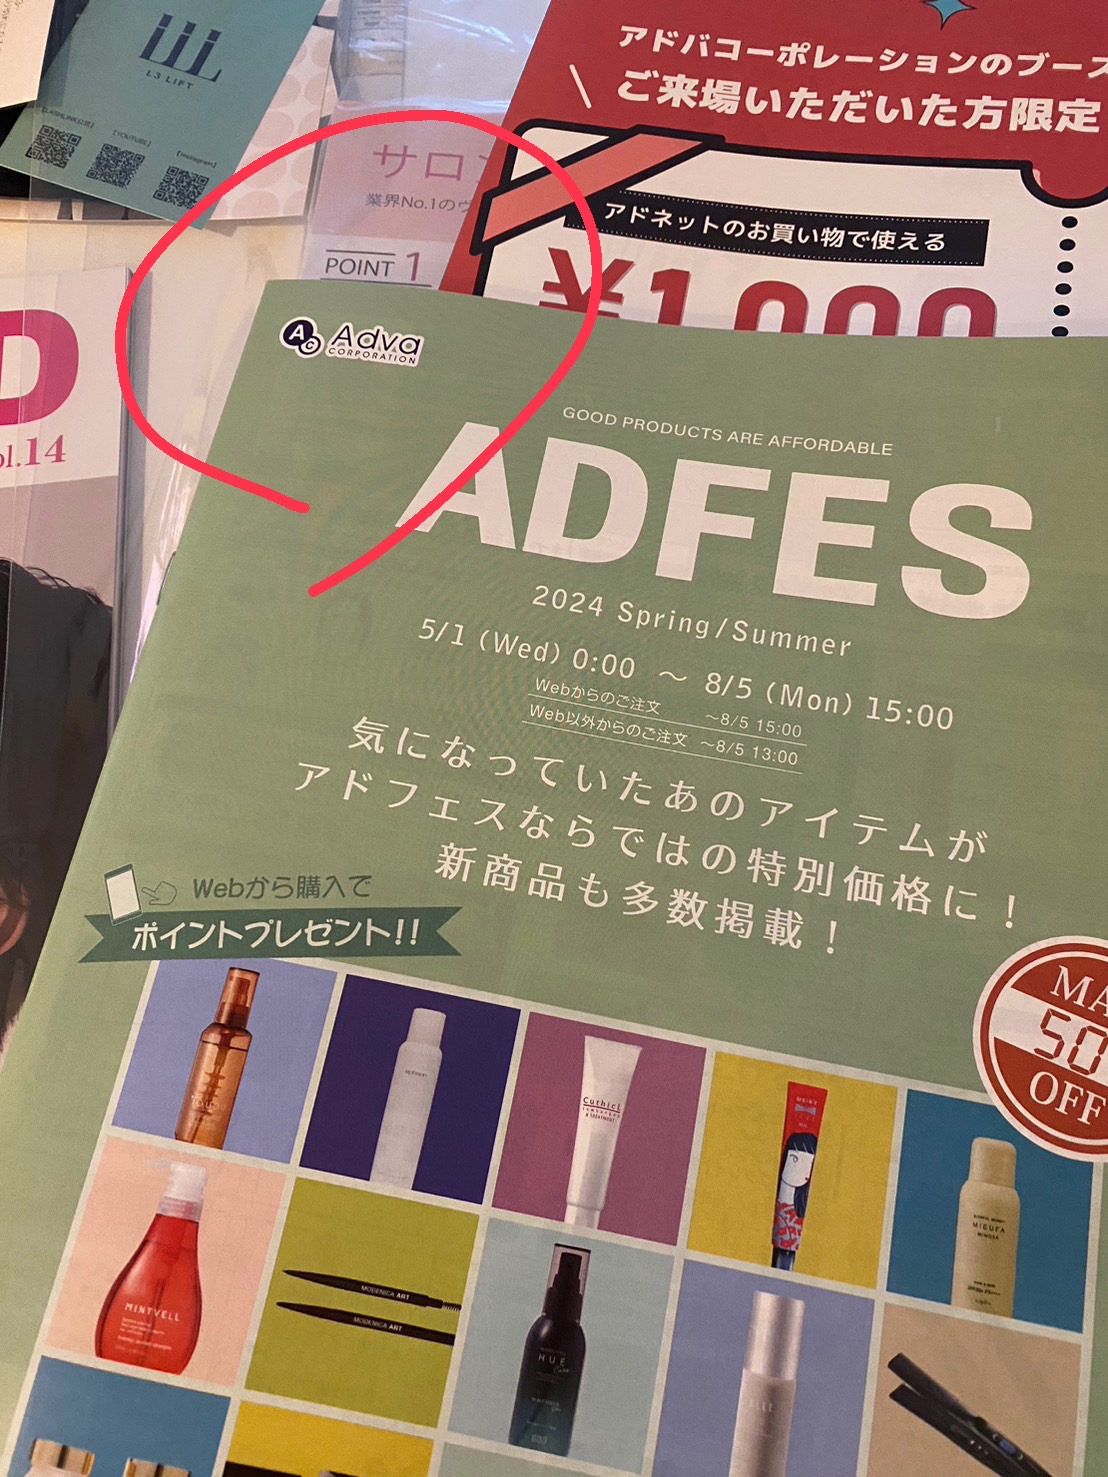 L3 LIFT
【YOUTUBE】
【Instagram】
アドバコーポレーションのブース
ご来場いただいた方限定
サロン
業界No.1の
POINT 1
アドネットのお買い物で使える
¥1,000
D
ol.14
AC Adva
CORPORATION
GOOD PRODUCTS ARE AFFORDABLE
ADFES
2024 Spring/Summer
5/1 (Wed) 0:00 ～ 8/5 (Mon) 15:00
Webからのご注文 ～8/5 15:00
Web以外からのご注文 ～8/5 13:00
気になっていたあのアイテムが
アドフェスならではの特別価格に！
新商品も多数掲載！
Webから購入で
ポイントプレゼント!!
MA
50
OFF
Cuthicl
MINTVELL
MODENICA ART
MODENICA ART
HUE
MIEUFA
MIMOSA
ELLE